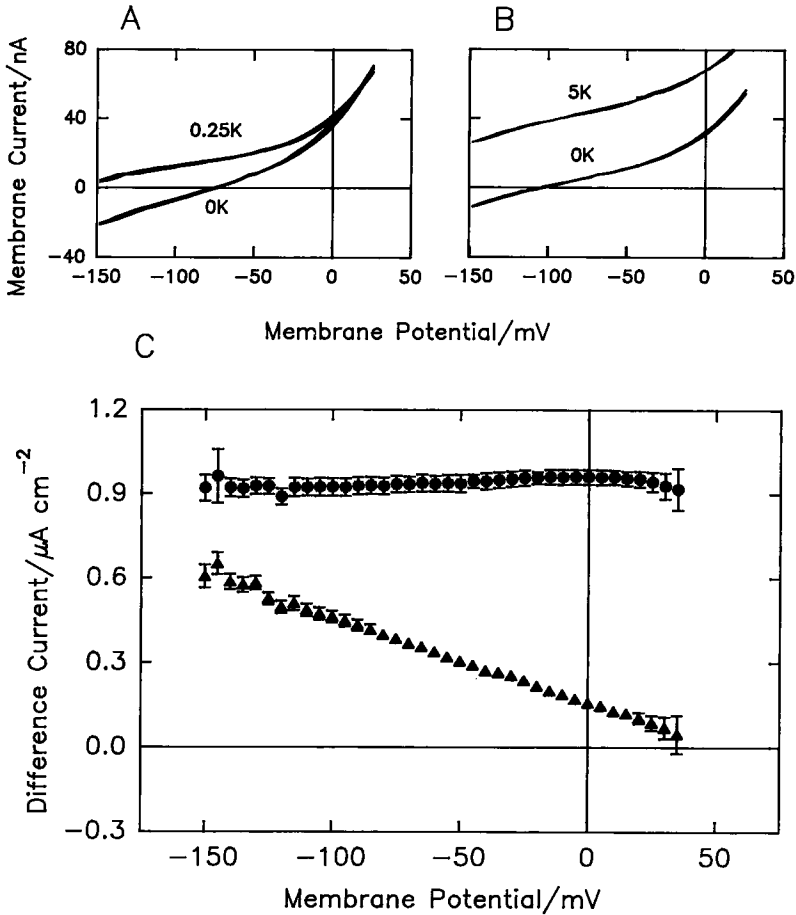 A
B
Membrane Current/nA
80
40
0
−40
0.25K
0K
−150
−100
−50
0
50
5K
0K
−150
−100
−50
0
50
Membrane Potential/mV
C
Difference Current/μA cm−2
1.2
0.9
0.6
0.3
0.0
−0.3
−150
−100
−50
0
50
Membrane Potential/mV